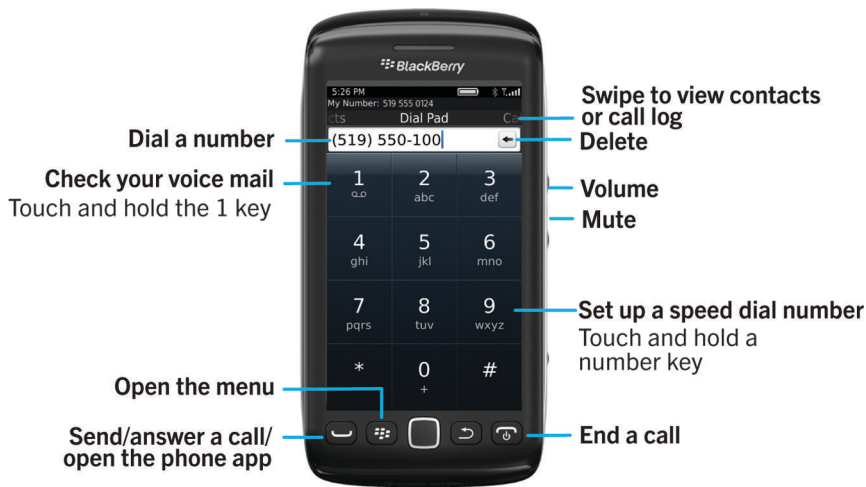 BlackBerry
5:26 PM
My Number: 519 555 0124
cts Dial Pad Ca
(519) 550-100
1
2 abc
3 def
4 ghi
5 jkl
6 mno
7 pqrs
8 tuv
9 wxyz
*
0 +
#
Dial a number
Check your voice mail
Touch and hold the 1 key
Open the menu
Send/answer a call/
open the phone app
Swipe to view contacts
or call log
Delete
Volume
Mute
Set up a speed dial number
Touch and hold a
number key
End a call